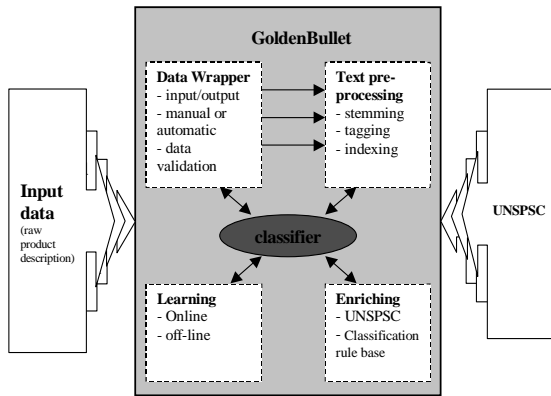 GoldenBullet
Data Wrapper
- input/output
- manual or
automatic
- data
validation
Text pre-
processing
- stemming
- tagging
- indexing
Input
data
(raw
product
description)
UNSPSC
classifier
Learning
- Online
- off-line
Enriching
- UNSPSC
- Classification
rule base